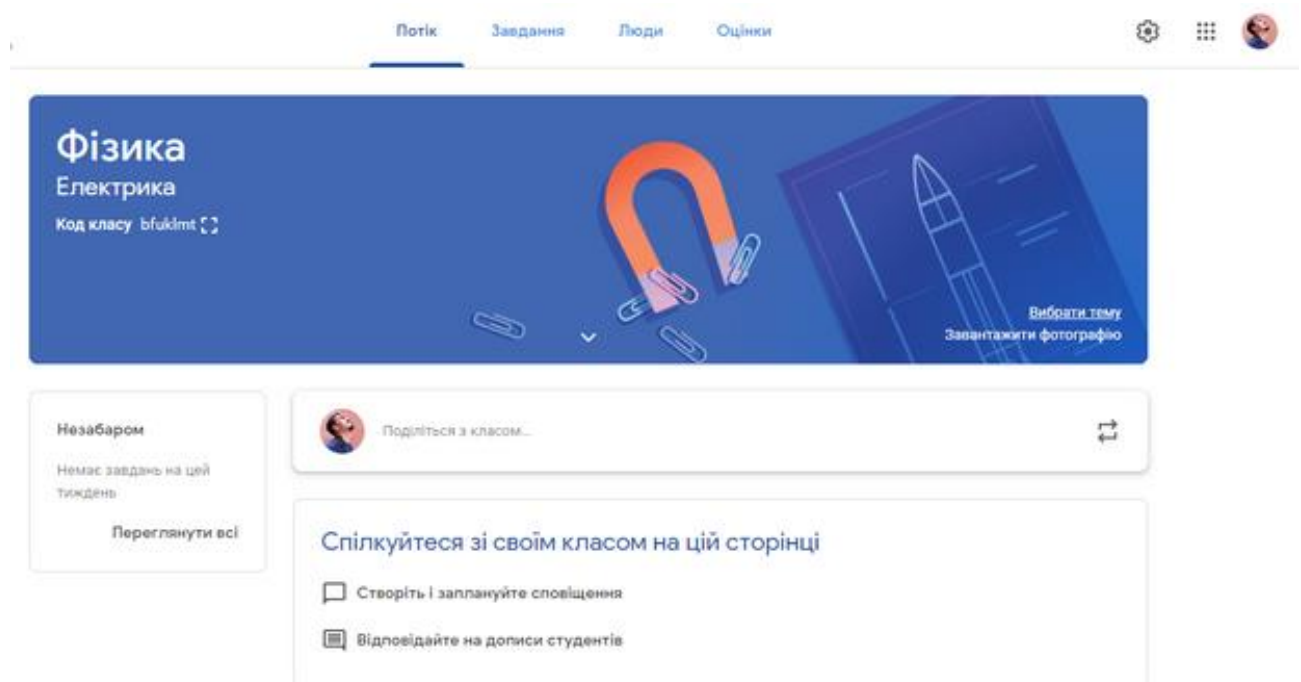 Потік Завдання Люди Оцінки
Фізика
Електрика
Код класу bfuklmt
Вибрати тему
Завантажити фотографію
Незабаром
Немає завдань на цей
тиждень
Переглянути всі
Поділіться з класом...
Спілкуйтеся зі своїм класом на цій сторінці
Створіть і заплануйте сповіщення
Відповідайте на дописи студентів